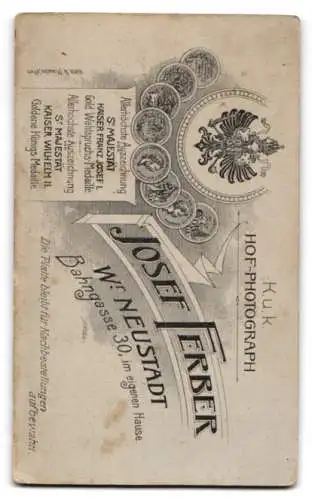 K.u.K.
HOF-PHOTOGRAPH
JOSEF FERBER
Wr. NEUSTADT
Bahngasse 30, im eigenen Hause.
Allerhöchste Auszeichnung
Sr. MAJESTÄT
KAISER FRANZ JOSEF I.
Gold. Wahlspruchs-Medaille
Allerhöchste Auszeichnung
Sr. MAJESTÄT
KAISER WILHELM II.
Goldene Königs-Medaille.
Die Platte bleibt für Nachbestellungen
aufbewahrt.